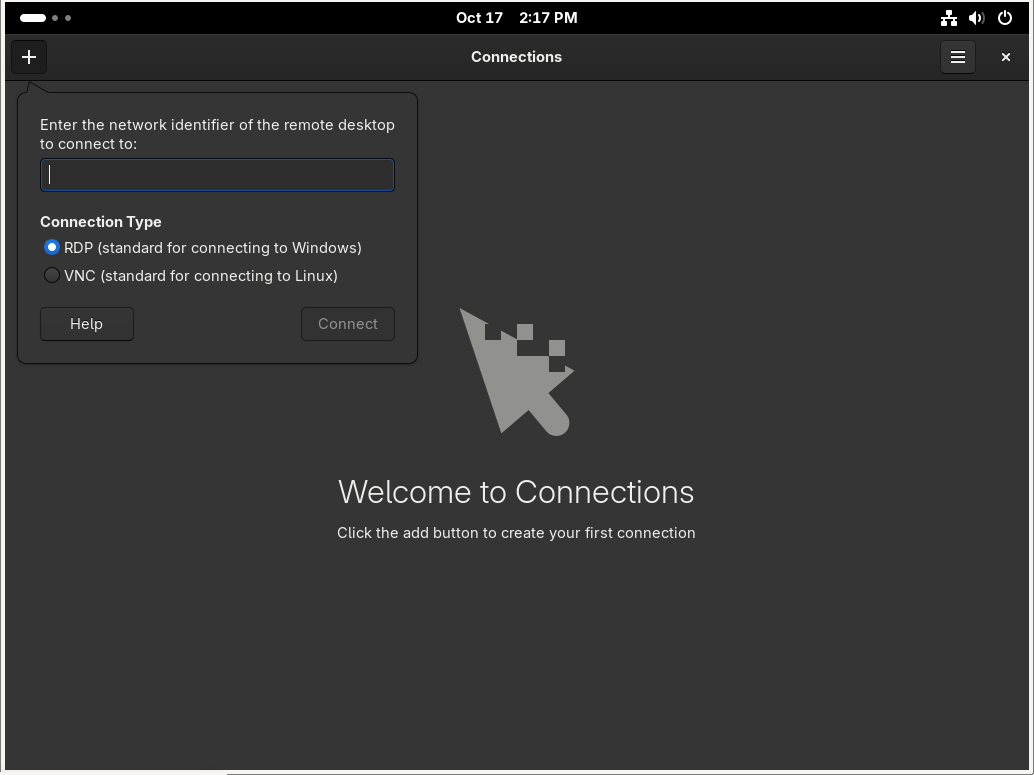 Oct 17 2:17 PM
Connections
Enter the network identifier of the remote desktop
to connect to:
Connection Type
RDP (standard for connecting to Windows)
VNC (standard for connecting to Linux)
Help Connect
Welcome to Connections
Click the add button to create your first connection